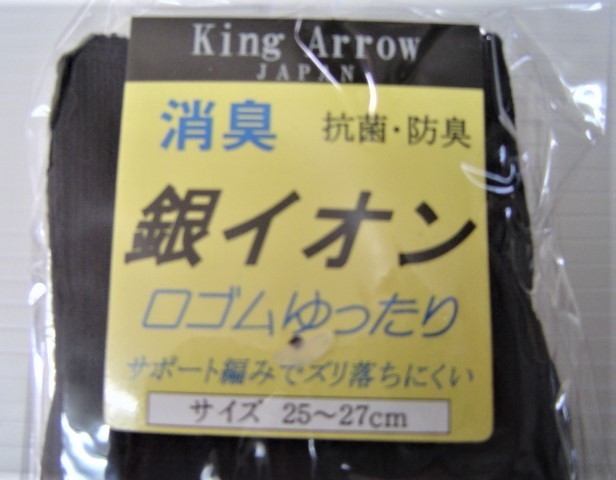 King Arrow
JAPAN
消臭 抗菌・防臭
銀イオン
口ゴムゆったり
サポート編みでズリ落ちにくい
サイズ 25～27cm